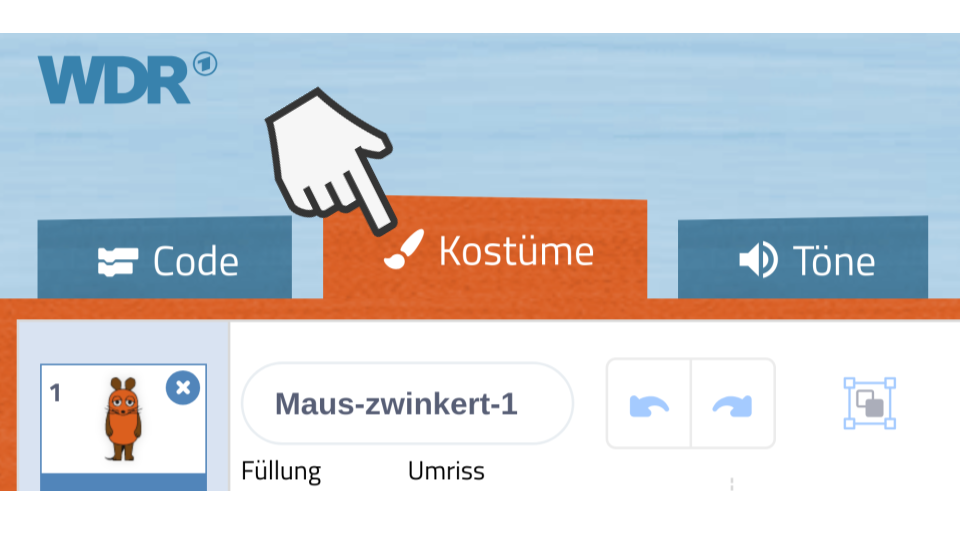 WDR
Code
Kostüme
Töne
1
Maus-zwinkert-1
Füllung
Umriss